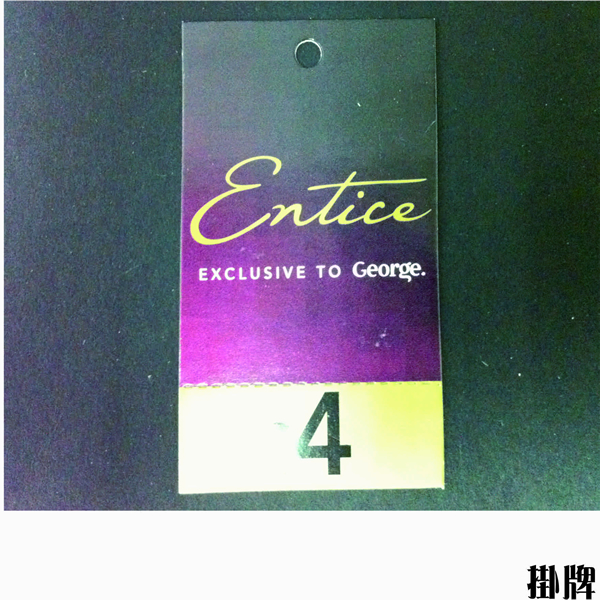 Entice
EXCLUSIVE TO George.
4
掛牌